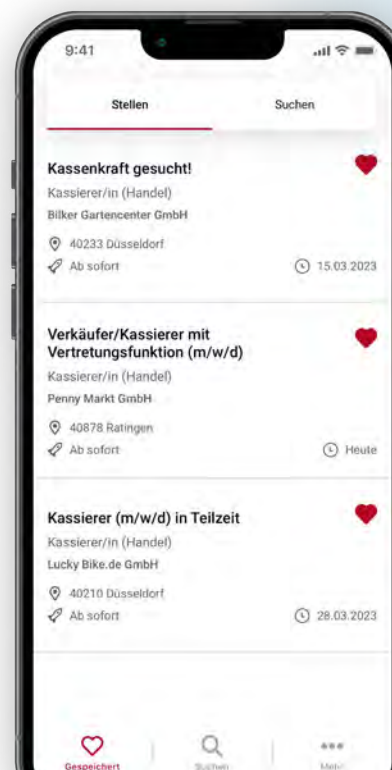 9:41
Stellen Suchen
Kassenkraft gesucht!
Kassierer/in (Handel)
Bilker Gartencenter GmbH
40233 Düsseldorf
Ab sofort 15.03.2023
Verkäufer/Kassierer mit
Vertretungsfunktion (m/w/d)
Kassierer/in (Handel)
Penny Markt GmbH
40878 Ratingen
Ab sofort Heute
Kassierer (m/w/d) in Teilzeit
Kassierer/in (Handel)
Lucky Bike.de GmbH
40210 Düsseldorf
Ab sofort 28.03.2023
Gespeichert Suchen Mehr